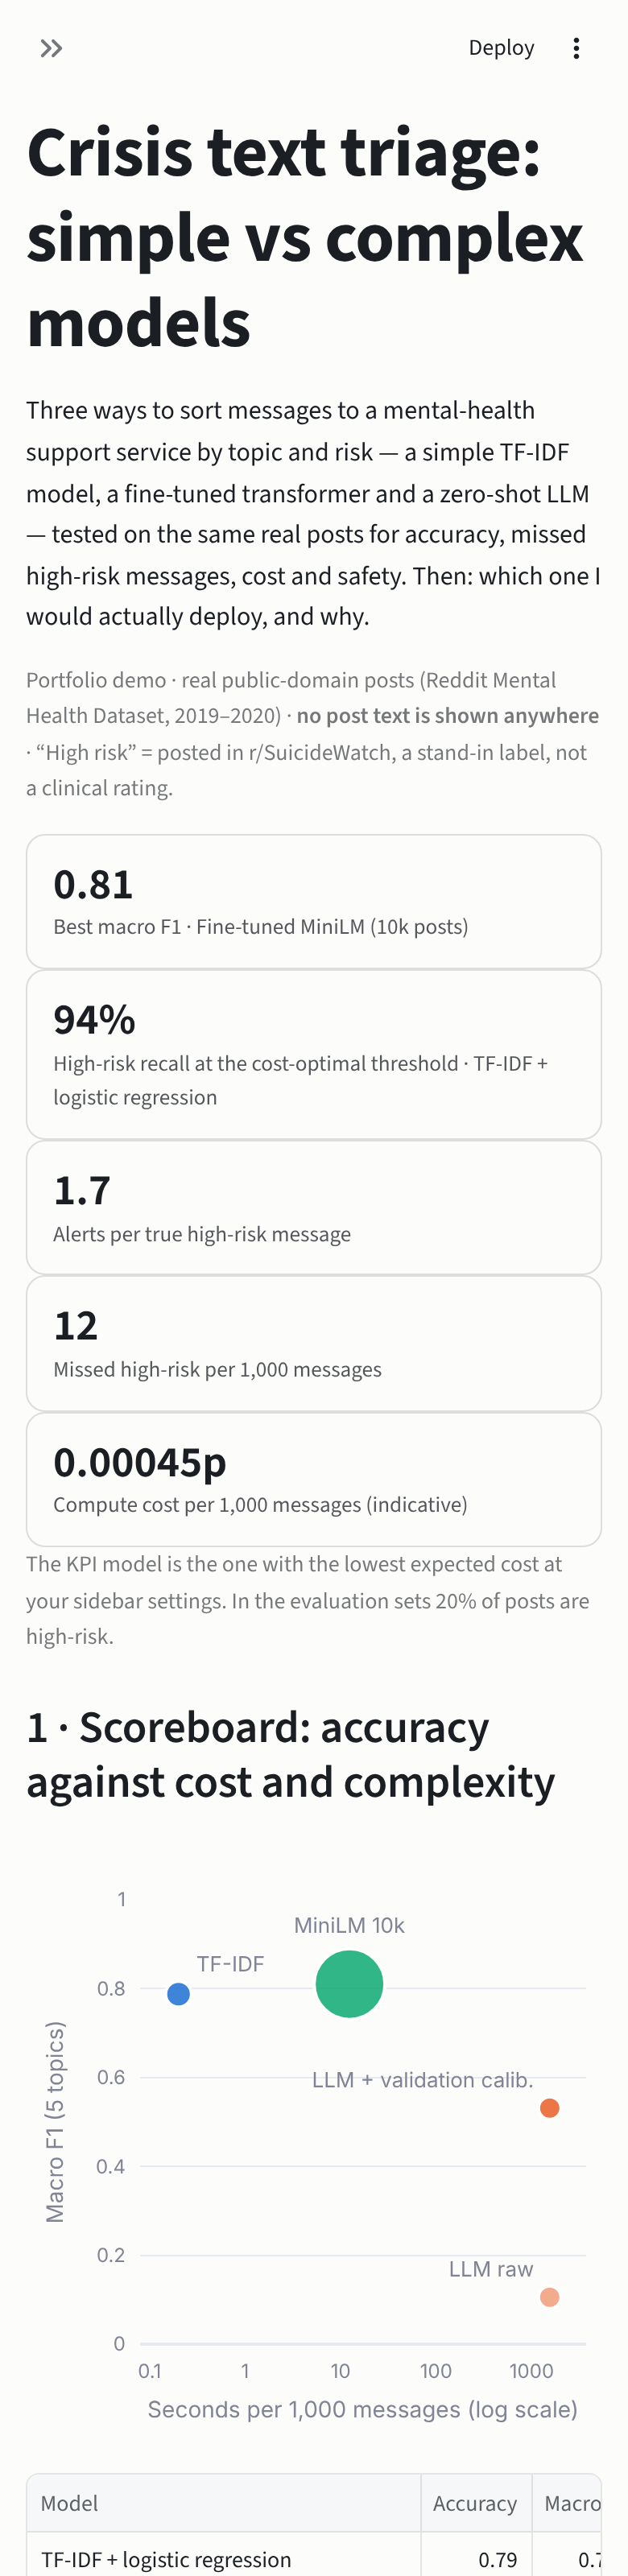 Deploy
Crisis text triage:
simple vs complex
models
Three ways to sort messages to a mental-health
support service by topic and risk — a simple TF-IDF
model, a fine-tuned transformer and a zero-shot LLM
— tested on the same real posts for accuracy, missed
high-risk messages, cost and safety. Then: which one I
would actually deploy, and why.
Portfolio demo · real public-domain posts (Reddit Mental
Health Dataset, 2019–2020) · no post text is shown anywhere
· “High risk” = posted in r/SuicideWatch, a stand-in label, not
a clinical rating.
0.81
Best macro F1 · Fine-tuned MiniLM (10k posts)
94%
High-risk recall at the cost-optimal threshold · TF-IDF +
logistic regression
1.7
Alerts per true high-risk message
12
Missed high-risk per 1,000 messages
0.00045p
Compute cost per 1,000 messages (indicative)
The KPI model is the one with the lowest expected cost at
your sidebar settings. In the evaluation sets 20% of posts are
high-risk.
1 · Scoreboard: accuracy
against cost and complexity
1
MiniLM 10k
TF-IDF
0.8
0.6
LLM + validation calib.
Macro F1 (5 topics)
0.4
0.2
LLM raw
0
0.1 1 10 100 1000
Seconds per 1,000 messages (log scale)
Model Accuracy Macro
TF-IDF + logistic regression 0.79